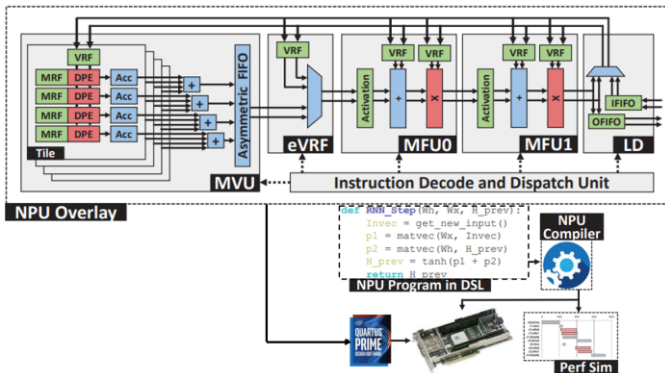 VRF
MRF DPE Acc
MRF DPE Acc
MRF DPE Acc
MRF DPE Acc
Tile
+
+
+
+
Asymmetric FIFO
MVU
VRF
eVRF
VRF VRF
Activation
+
X
MFU0
VRF VRF
Activation
+
X
MFU1
IFIFO
OFIFO
LD
Instruction Decode and Dispatch Unit
NPU Overlay
def RNN_Step(Wh, Wx, H_prev):
Invec = get_new_input()
p1 = matvec(Wx, Invec)
p2 = matvec(Wh, H_prev)
H_prev = tanh(p1 + p2)
return H_prev
NPU Program in DSL
NPU
Compiler
QUARTUS
PRIME
Perf Sim